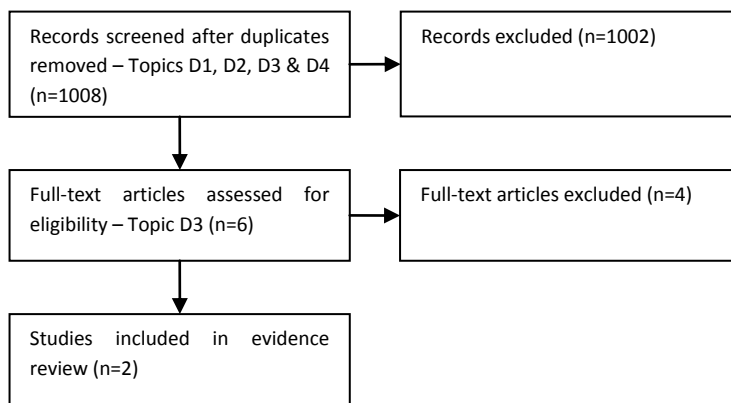 Records screened after duplicates
removed – Topics D1, D2, D3 & D4
(n=1008)
Records excluded (n=1002)
Full-text articles assessed for
eligibility – Topic D3 (n=6)
Full-text articles excluded (n=4)
Studies included in evidence
review (n=2)